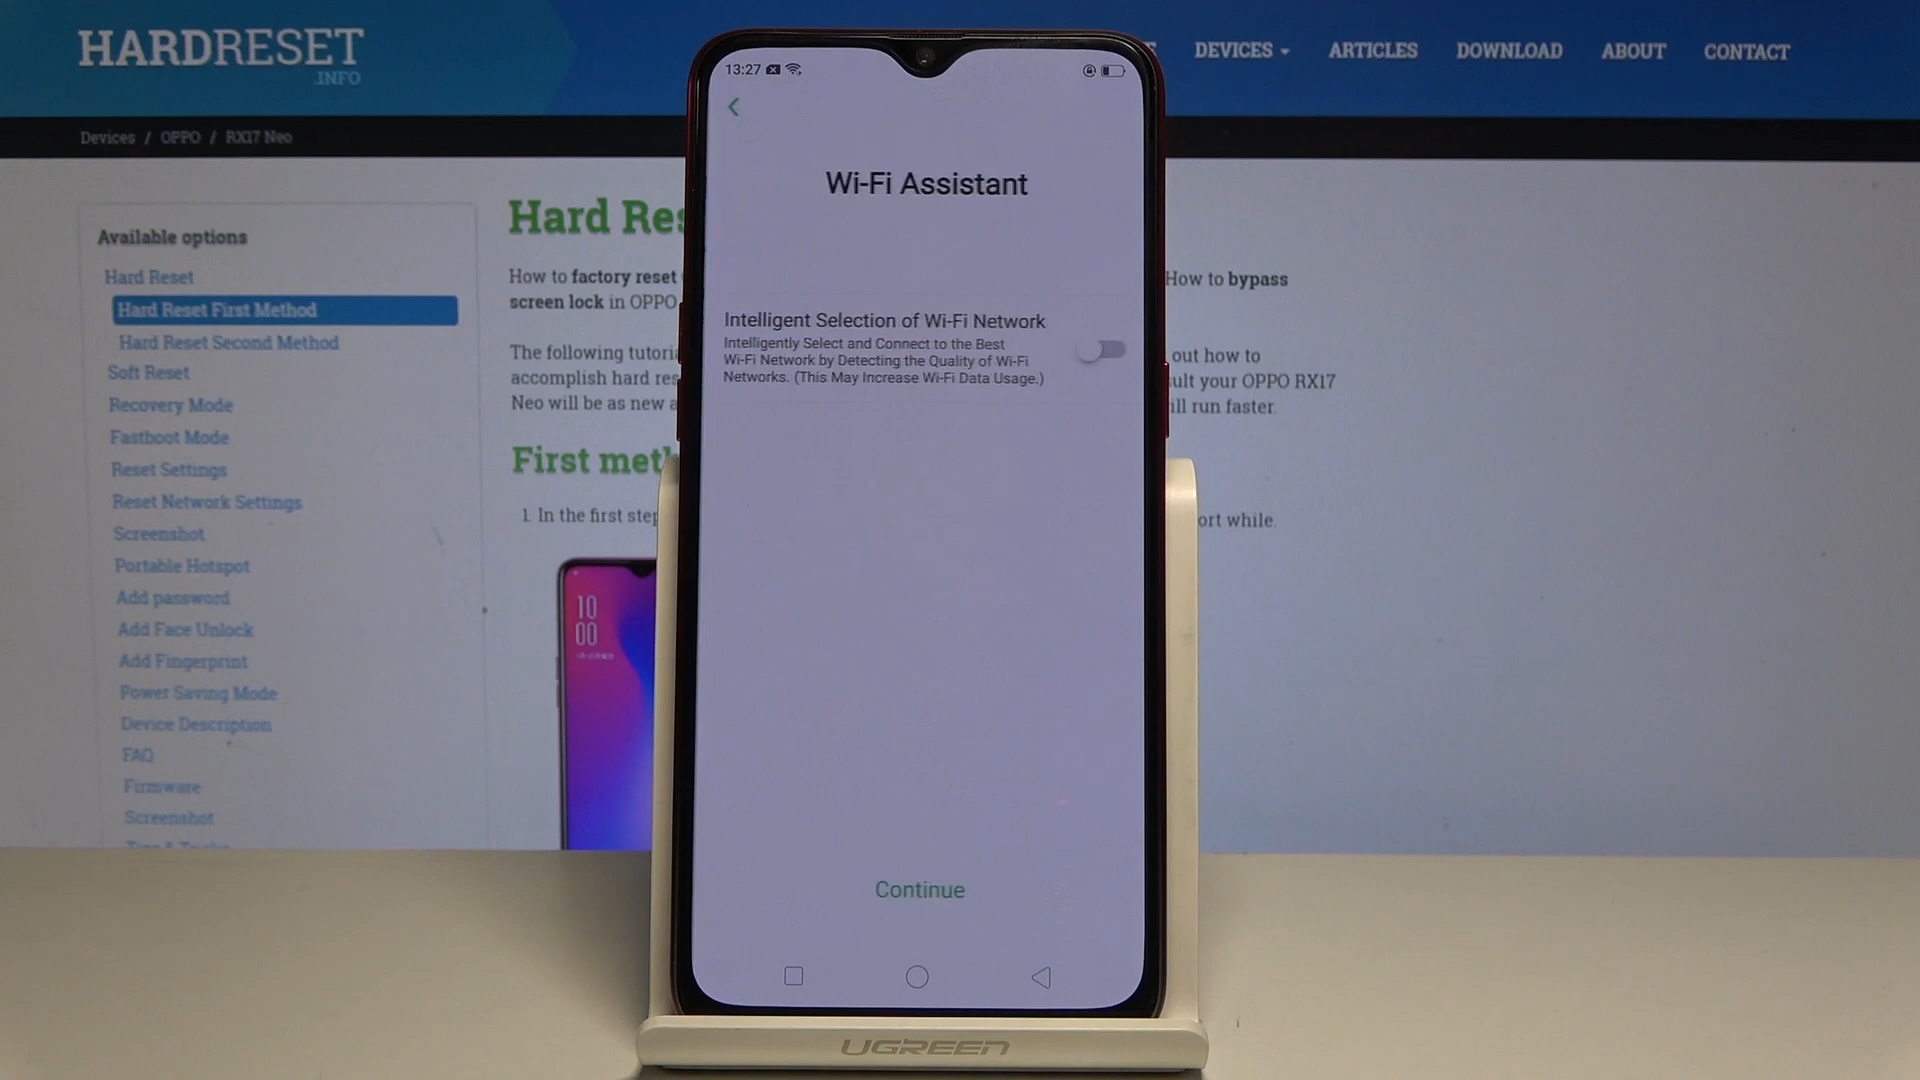 HARDRESET
.INFO
DEVICES
ARTICLES
DOWNLOAD
ABOUT
CONTACT
Devices / OPPO / RX17 Neo
Available options
Hard Reset
Hard Reset First Method
Hard Reset Second Method
Soft Reset
Recovery Mode
Fastboot Mode
Reset Settings
Reset Network Settings
Screenshot
Portable Hotspot
Add password
Add Face Unlock
Add Fingerprint
Power Saving Mode
Device Description
FAQ
Firmware
Screenshot
Hard Res
How to factory reset
How to bypass
screen lock in OPPO
The following tutori
out how to
accomplish hard res
ult your OPPO RX17
Neo will be as new a
ll run faster.
First meth
1. In the first step
ort while.
10
00
13:27
Wi-Fi Assistant
Intelligent Selection of Wi-Fi Network
Intelligently Select and Connect to the Best
Wi-Fi Network by Detecting the Quality of Wi-Fi
Networks. (This May Increase Wi-Fi Data Usage.)
Continue
UGREEN